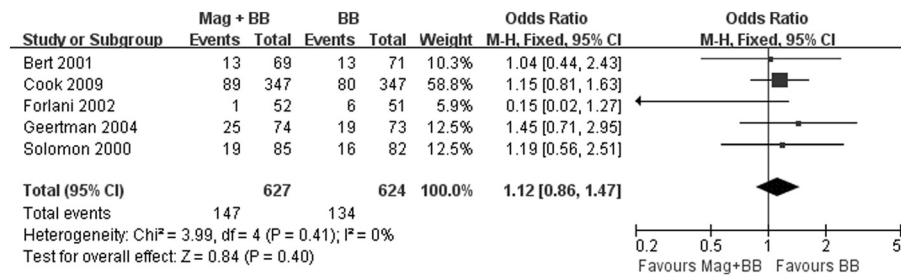 Mag + BB BB Odds Ratio Odds Ratio
Study or Subgroup Events Total Events Total Weight M-H, Fixed, 95% CI M-H, Fixed, 95% CI
Bert 2001 13 69 13 71 10.3% 1.04 [0.44, 2.43]
Cook 2009 89 347 80 347 58.8% 1.15 [0.81, 1.63]
Forlani 2002 1 52 6 51 5.9% 0.15 [0.02, 1.27]
Geertman 2004 25 74 19 73 12.5% 1.45 [0.71, 2.95]
Solomon 2000 19 85 16 82 12.5% 1.19 [0.56, 2.51]
Total (95% CI) 627 624 100.0% 1.12 [0.86, 1.47]
Total events 147 134
Heterogeneity: Chi² = 3.99, df = 4 (P = 0.41); I² = 0%
Test for overall effect: Z = 0.84 (P = 0.40)
0.2 0.5 1 2 5
Favours Mag+BB Favours BB